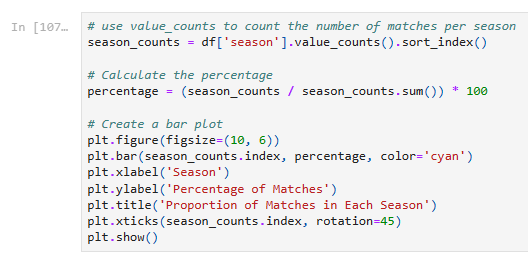 In [107…
# use value_counts to count the number of matches per season
season_counts = df['season'].value_counts().sort_index()
# Calculate the percentage
percentage = (season_counts / season_counts.sum()) * 100
# Create a bar plot
plt.figure(figsize=(10, 6))
plt.bar(season_counts.index, percentage, color='cyan')
plt.xlabel('Season')
plt.ylabel('Percentage of Matches')
plt.title('Proportion of Matches in Each Season')
plt.xticks(season_counts.index, rotation=45)
plt.show()